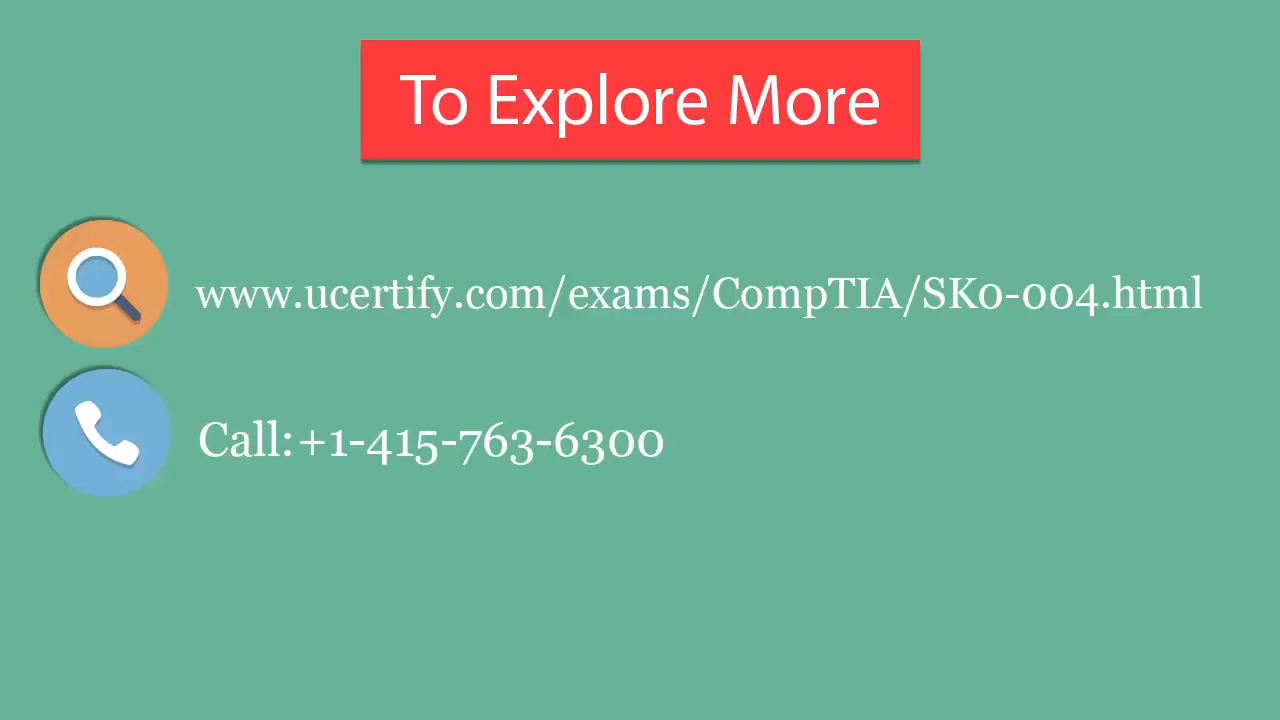 To Explore More
www.ucertify.com/exams/CompTIA/SK0-004.html
Call:+1-415-763-6300